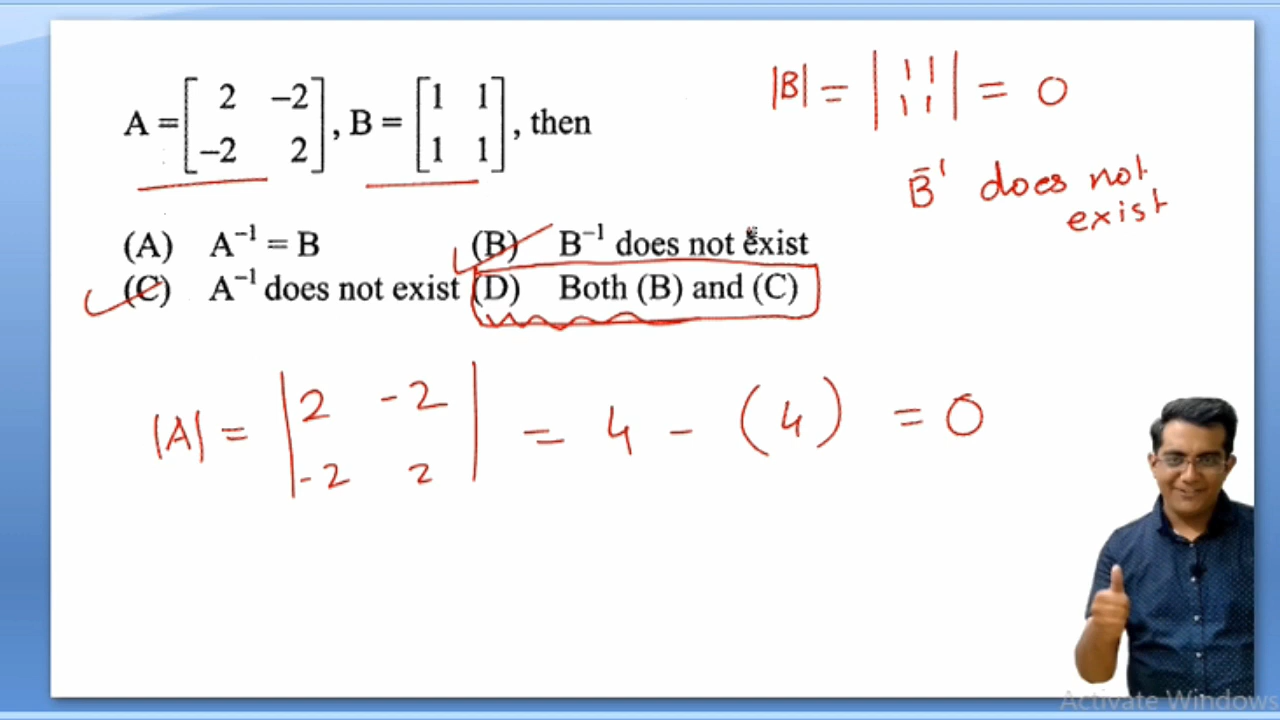 A = [ 2 -2 ; -2 2 ], B = [ 1 1 ; 1 1 ], then
|B| = | 1 1 ; 1 1 | = 0
B⁻¹ does not
exist
(A) A⁻¹ = B (B) B⁻¹ does not exist
(C) A⁻¹ does not exist (D) Both (B) and (C)
|A| = | 2 -2 ; -2 2 | = 4 - (4) = 0
Activate Windows